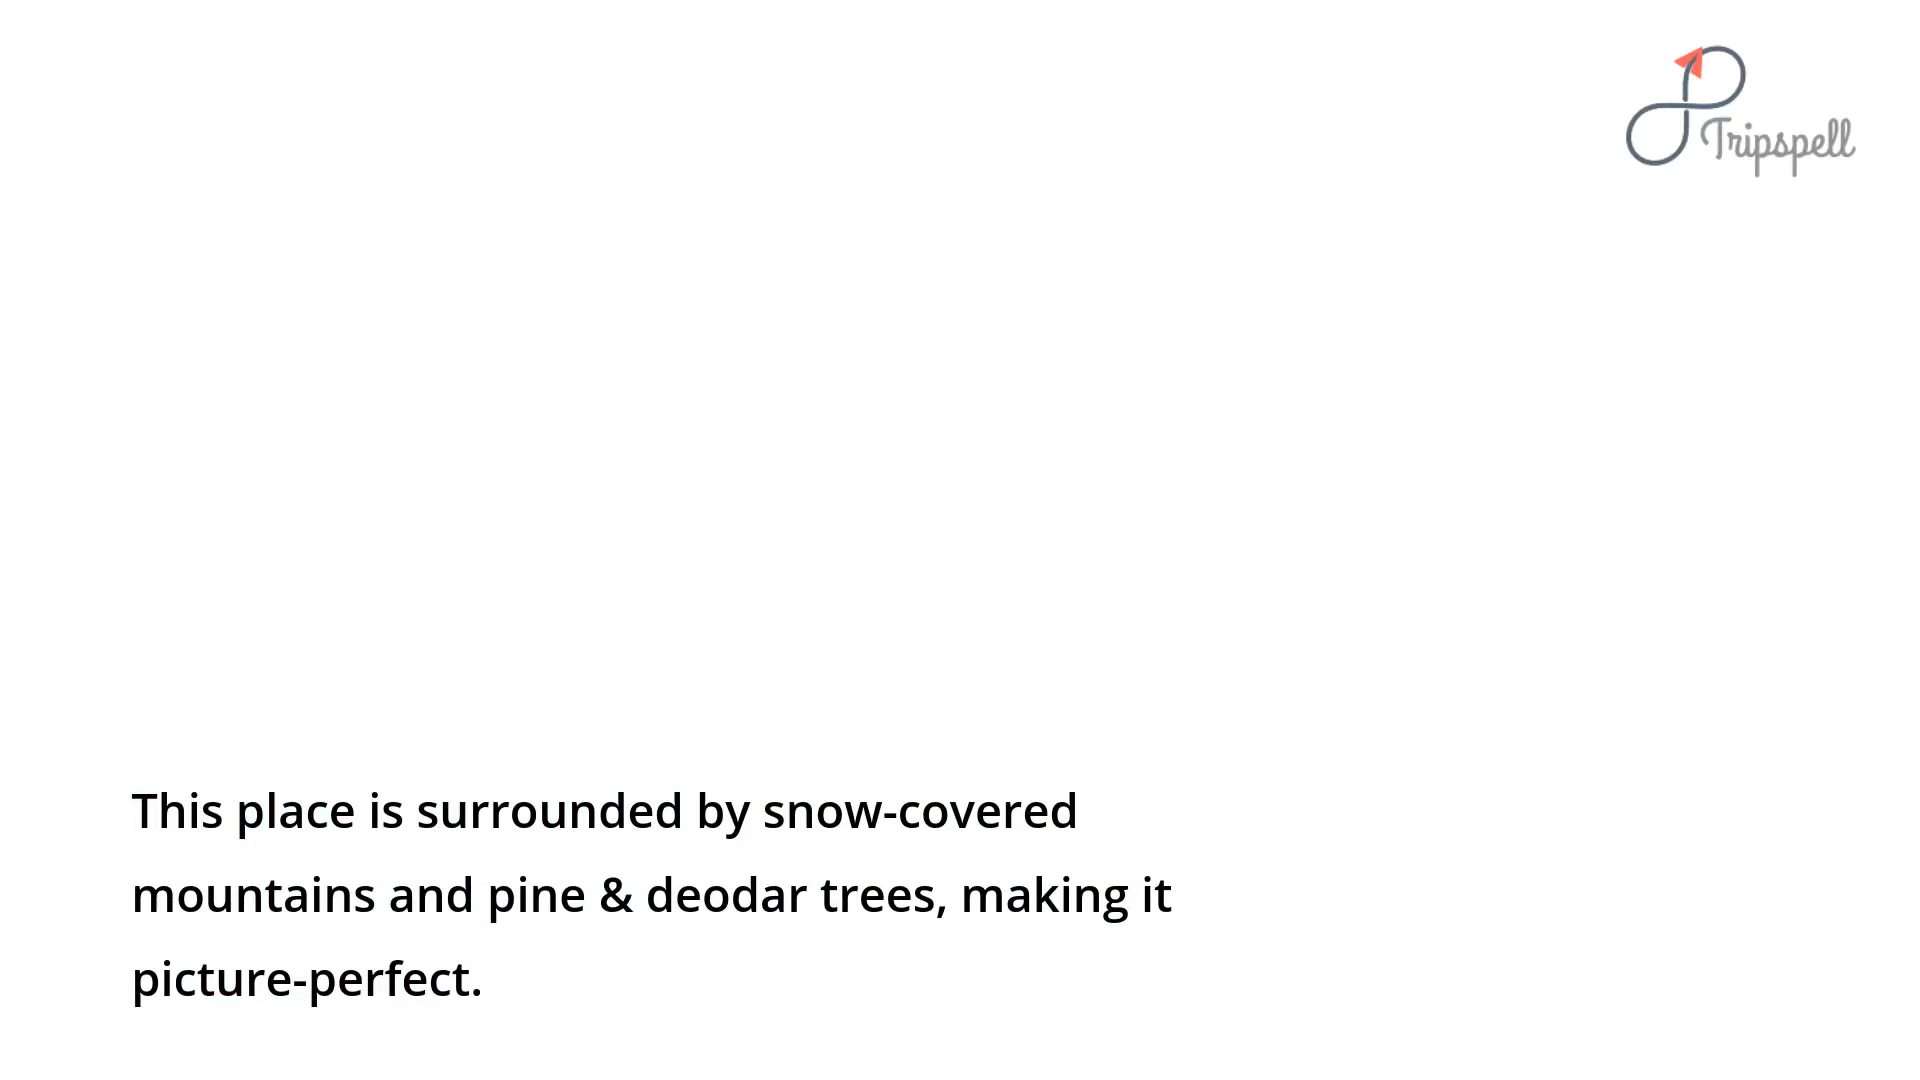 Tripspell
This place is surrounded by snow-covered
mountains and pine & deodar trees, making it
picture-perfect.